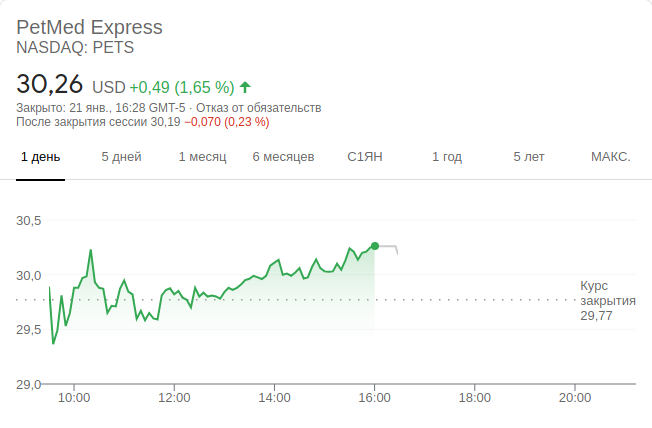 PetMed Express
NASDAQ: PETS
30,26 USD +0,49 (1,65 %)
Закрыто: 21 янв., 16:28 GMT-5 · Отказ от обязательств
После закрытия сессии 30,19 −0,070 (0,23 %)
1 день 5 дней 1 месяц 6 месяцев С1ЯН 1 год 5 лет МАКС.
30,5
30,0
Курс
закрытия
29,77
29,5
29,0
10:00 12:00 14:00 16:00 18:00 20:00